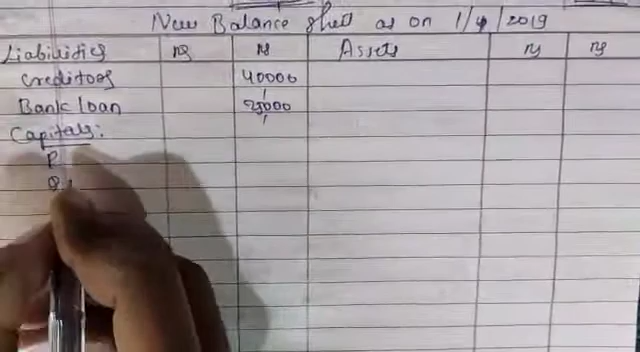 New Balance Sheet as on 1/4/2019
Liabilities Rs Rs Assets Rs Rs
Creditors 40000
Bank loan 25000
Capitals:
P
Q